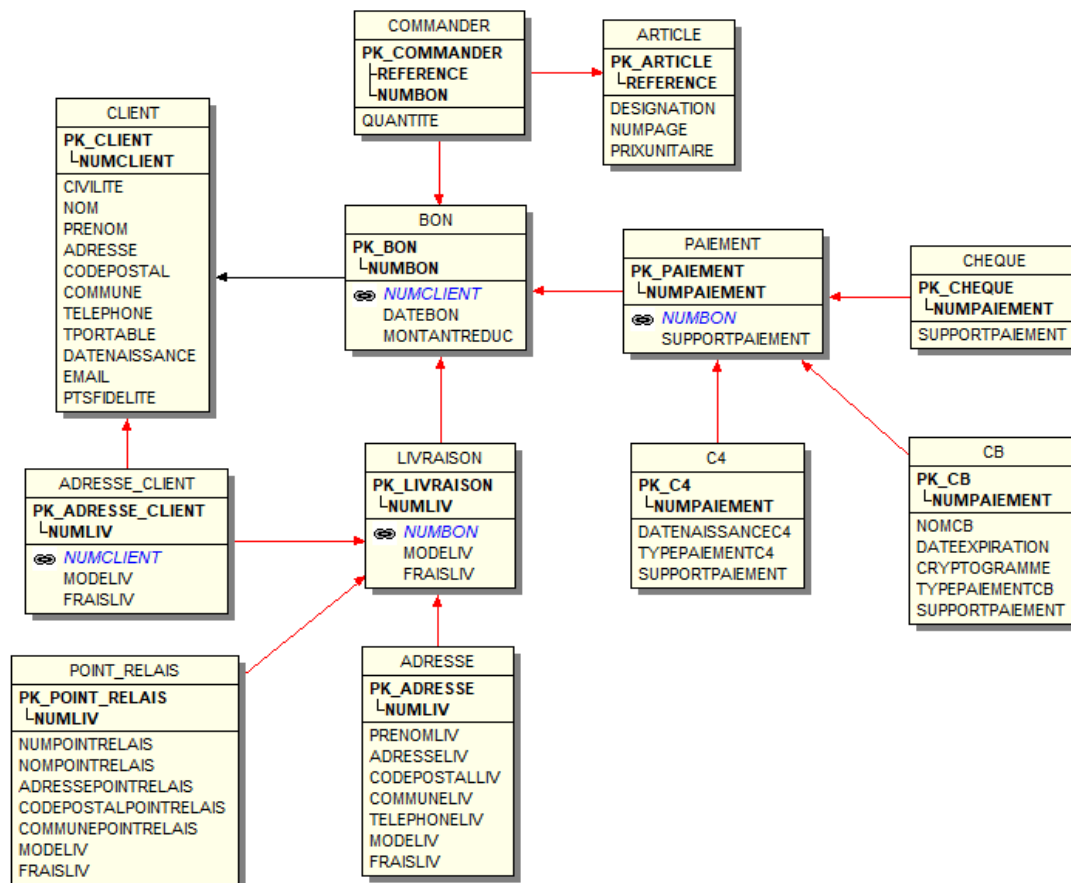 COMMANDER
PK_COMMANDER
REFERENCE
NUMBON
QUANTITE
ARTICLE
PK_ARTICLE
REFERENCE
DESIGNATION
NUMPAGE
PRIXUNITAIRE
CLIENT
PK_CLIENT
NUMCLIENT
CIVILITE
NOM
PRENOM
ADRESSE
CODEPOSTAL
COMMUNE
TELEPHONE
TPORTABLE
DATENAISSANCE
EMAIL
PTSFIDELITE
BON
PK_BON
NUMBON
NUMCLIENT
DATEBON
MONTANTREDUC
PAIEMENT
PK_PAIEMENT
NUMPAIEMENT
NUMBON
SUPPORTPAIEMENT
CHEQUE
PK_CHEQUE
NUMPAIEMENT
SUPPORTPAIEMENT
ADRESSE_CLIENT
PK_ADRESSE_CLIENT
NUMLIV
NUMCLIENT
MODELIV
FRAISLIV
LIVRAISON
PK_LIVRAISON
NUMLIV
NUMBON
MODELIV
FRAISLIV
C4
PK_C4
NUMPAIEMENT
DATENAISSANCEC4
TYPEPAIEMENTC4
SUPPORTPAIEMENT
CB
PK_CB
NUMPAIEMENT
NOMCB
DATEEXPIRATION
CRYPTOGRAMME
TYPEPAIEMENTCB
SUPPORTPAIEMENT
POINT_RELAIS
PK_POINT_RELAIS
NUMLIV
NUMPOINTRELAIS
NOMPOINTRELAIS
ADRESSEPOINTRELAIS
CODEPOSTALPOINTRELAIS
COMMUNEPOINTRELAIS
MODELIV
FRAISLIV
ADRESSE
PK_ADRESSE
NUMLIV
PRENOMLIV
ADRESSELIV
CODEPOSTALLIV
COMMUNELIV
TELEPHONELIV
MODELIV
FRAISLIV